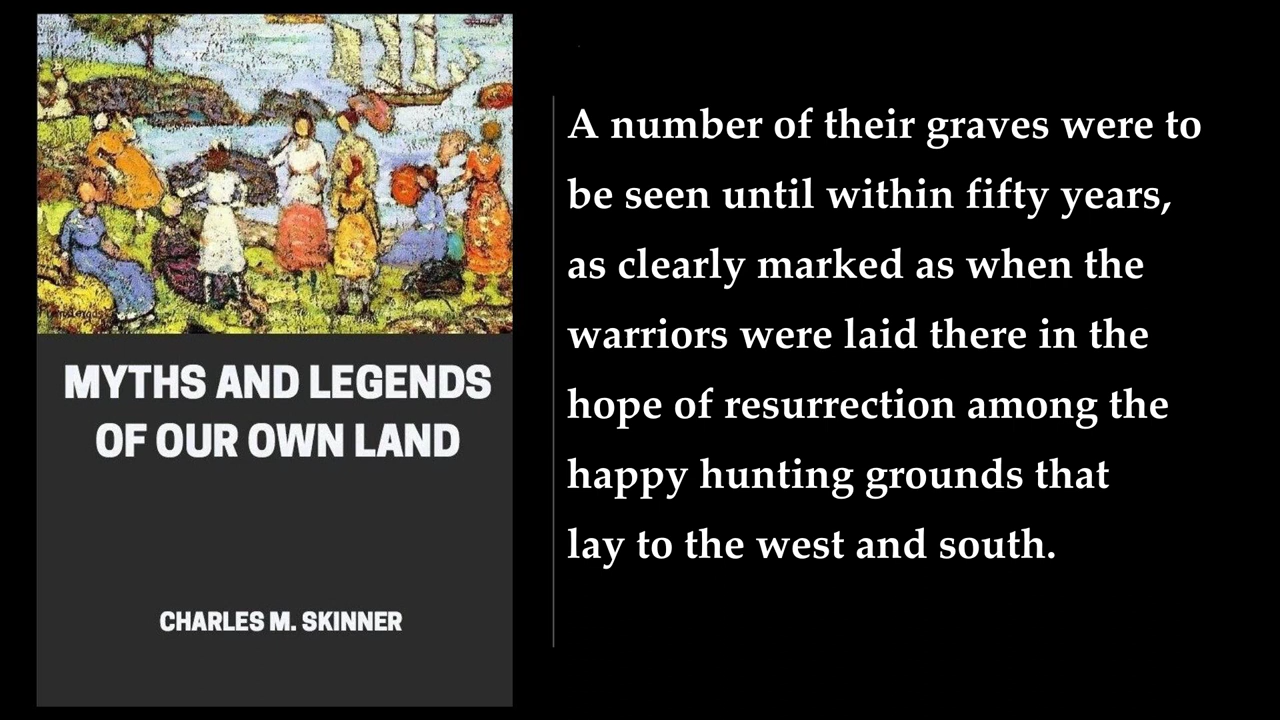 MYTHS AND LEGENDS
OF OUR OWN LAND
CHARLES M. SKINNER
A number of their graves were to
be seen until within fifty years,
as clearly marked as when the
warriors were laid there in the
hope of resurrection among the
happy hunting grounds that
lay to the west and south.